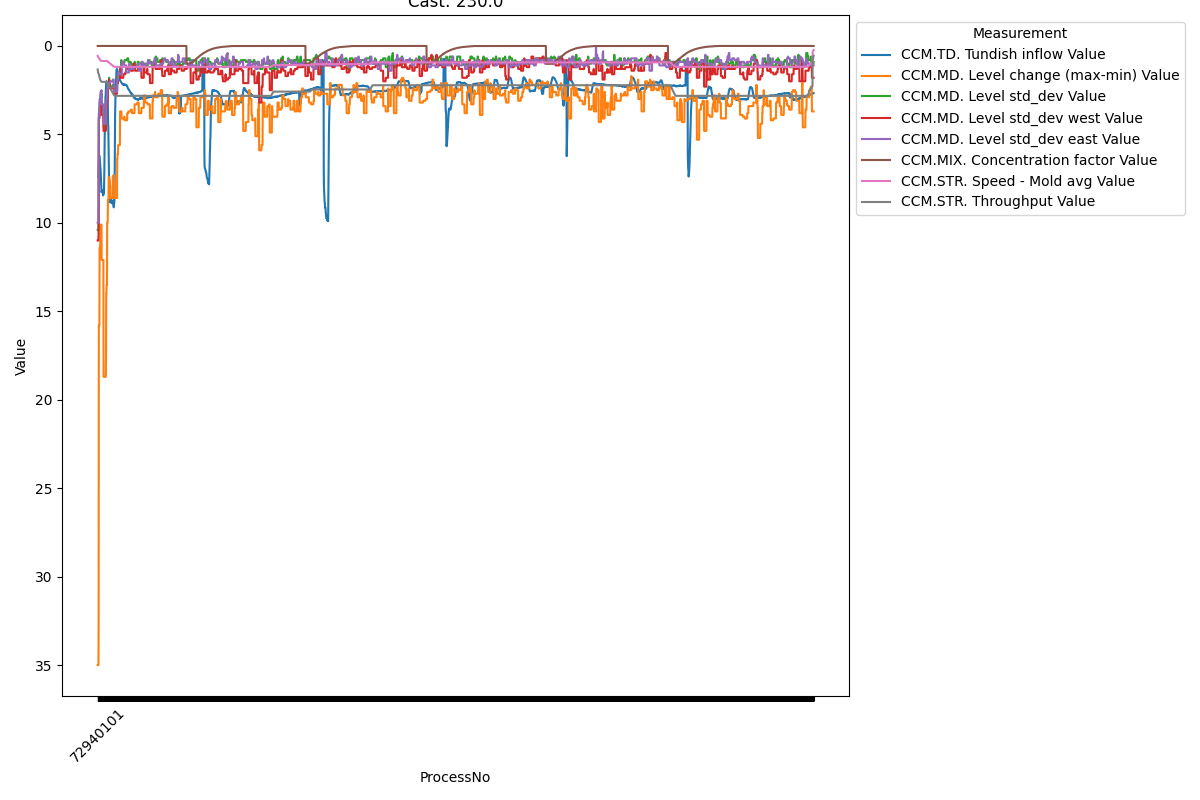 Cast: 230.0
Measurement
CCM.TD. Tundish inflow Value
CCM.MD. Level change (max-min) Value
CCM.MD. Level std_dev Value
CCM.MD. Level std_dev west Value
CCM.MD. Level std_dev east Value
CCM.MIX. Concentration factor Value
CCM.STR. Speed - Mold avg Value
CCM.STR. Throughput Value
0
5
10
15
20
25
30
35
Value
72940101
ProcessNo